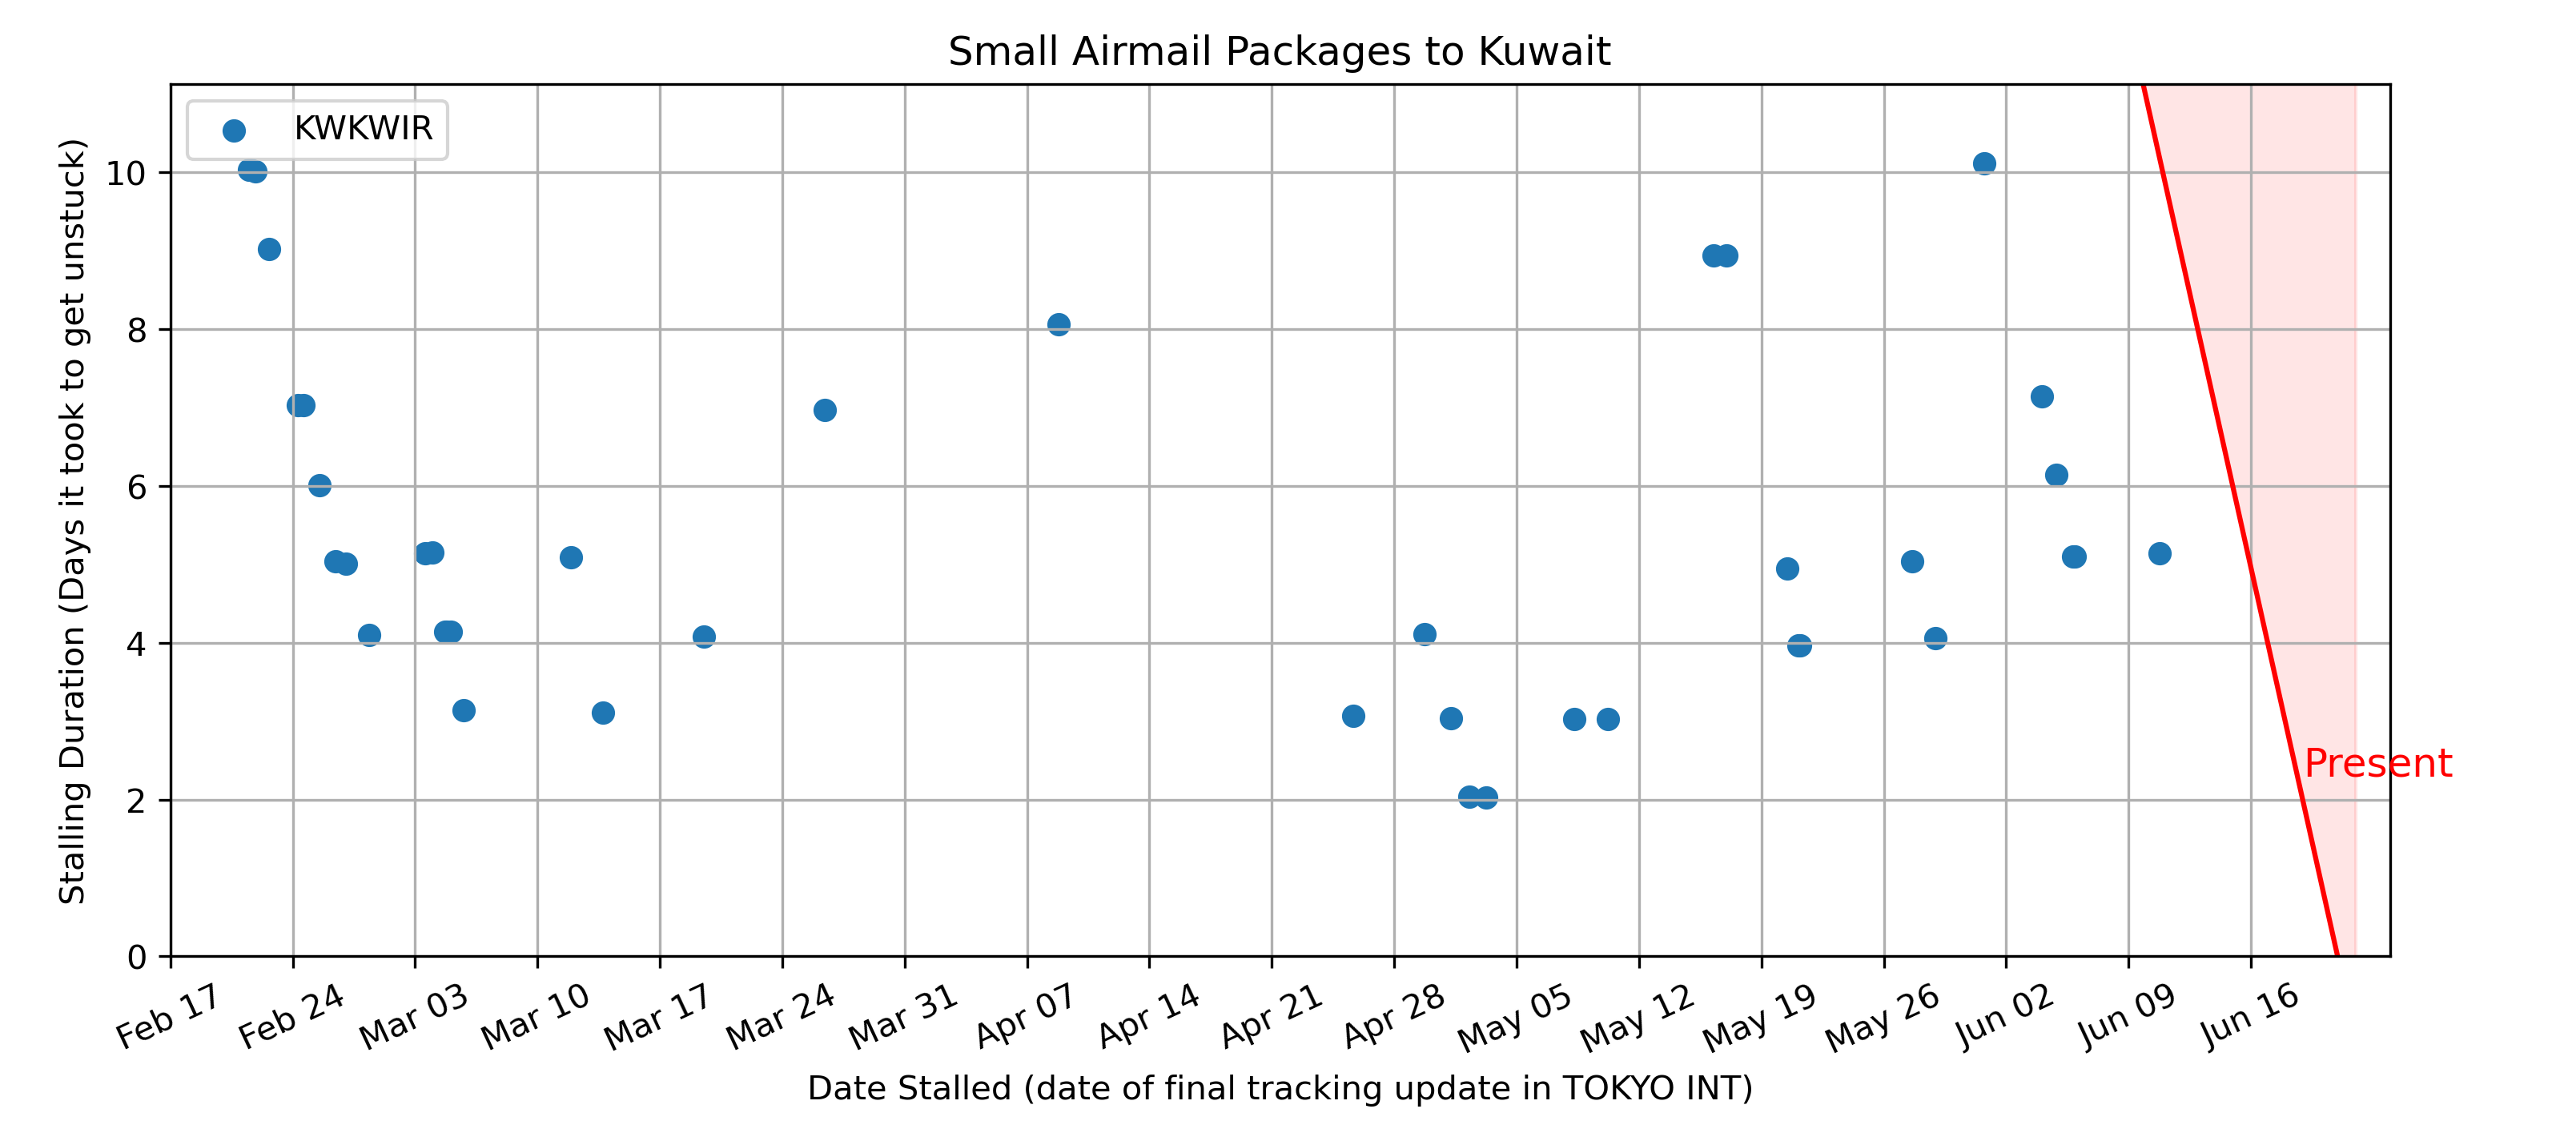 Small Airmail Packages to Kuwait
KWKWIR
Stalling Duration (Days it took to get unstuck)
10
8
6
4
2
0
Present
Feb 17
Feb 24
Mar 03
Mar 10
Mar 17
Mar 24
Mar 31
Apr 07
Apr 14
Apr 21
Apr 28
May 05
May 12
May 19
May 26
Jun 02
Jun 09
Jun 16
Date Stalled (date of final tracking update in TOKYO INT)